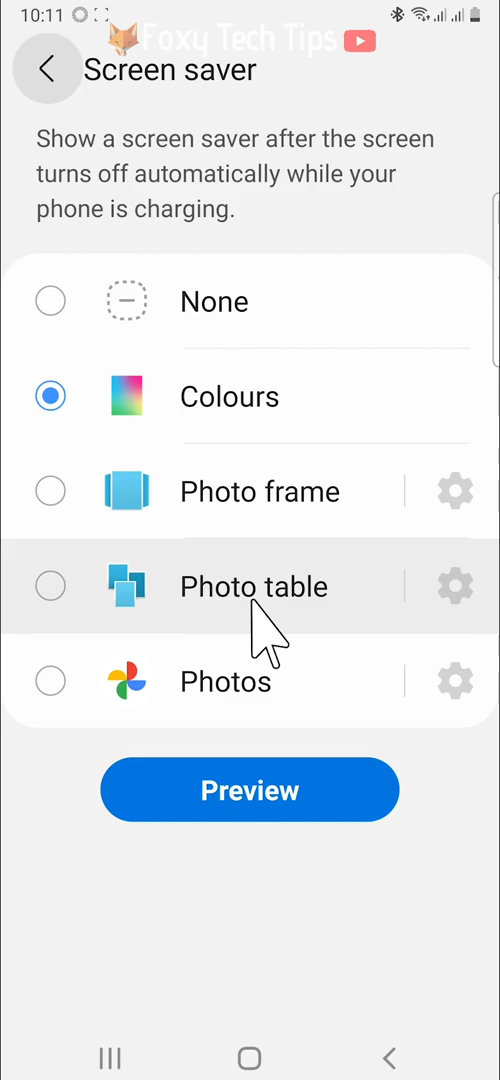 10:11
Foxy Tech Tips
Screen saver
Show a screen saver after the screen
turns off automatically while your
phone is charging.
None
Colours
Photo frame
Photo table
Photos
Preview